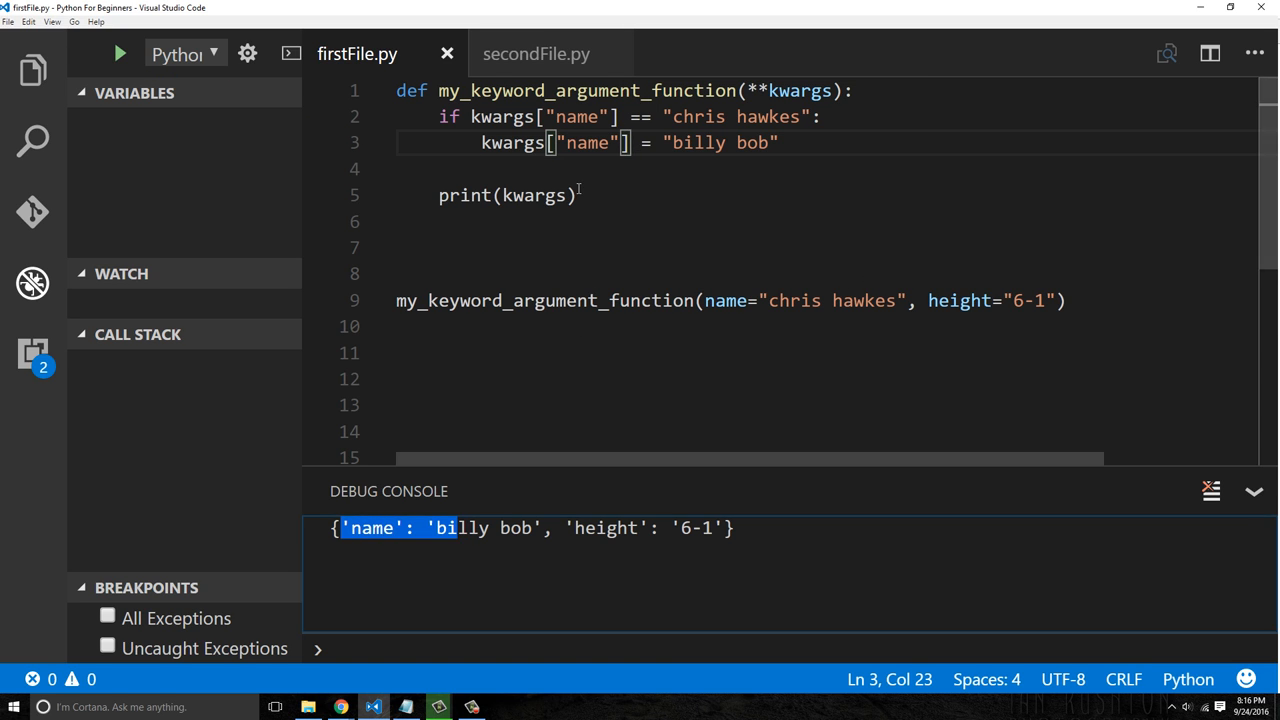 firstFile.py - Python For Beginners - Visual Studio Code
File Edit View Go Help
Python
firstFile.py
secondFile.py
VARIABLES
WATCH
CALL STACK
BREAKPOINTS
All Exceptions
Uncaught Exceptions
2
1 def my_keyword_argument_function(**kwargs):
2 if kwargs["name"] == "chris hawkes":
3 kwargs["name"] = "billy bob"
4
5 print(kwargs)
6
7
8
9 my_keyword_argument_function(name="chris hawkes", height="6-1")
10
11
12
13
14
15
DEBUG CONSOLE
{'name': 'billy bob', 'height': '6-1'}
0 0 Ln 3, Col 23 Spaces: 4 UTF-8 CRLF Python
I'm Cortana. Ask me anything.
8:16 PM
9/24/2016